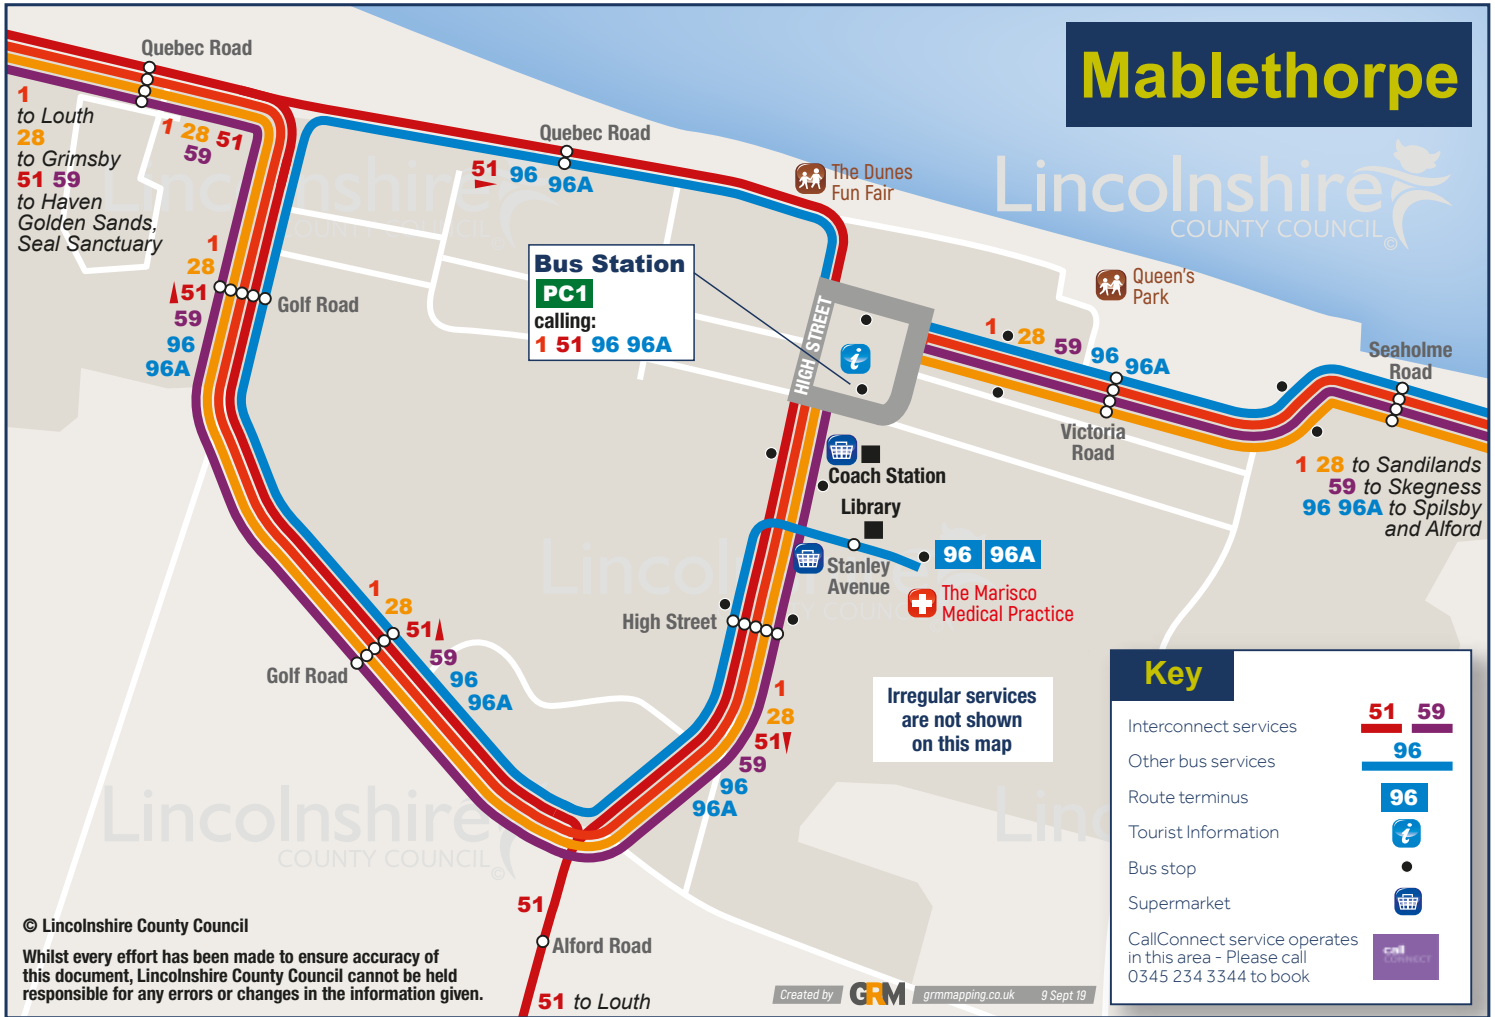 Mablethorpe
Quebec Road
1
to Louth
28
to Grimsby
51 59
to Haven
Golden Sands,
Seal Sanctuary
1 28 51
59
Quebec Road
51 96 96A
The Dunes
Fun Fair
Lincolnshire
COUNTY COUNCIL
©
Queen's
Park
Bus Station
PC1
calling:
1 51 96 96A
HIGH STREET
1
28
51
59
96
96A
Golf Road
1 28 59 96 96A
Seaholme
Road
Victoria
Road
1 28 to Sandilands
59 to Skegness
96 96A to Spilsby
and Alford
Coach Station
Library
Stanley
Avenue
96 96A
The Marisco
Medical Practice
High Street
1
28
51
59
96
96A
Golf Road
1
28
51
59
96
96A
Irregular services
are not shown
on this map
Lincolnshire
COUNTY COUNCIL
©
51
Alford Road
51 to Louth
© Lincolnshire County Council
Whilst every effort has been made to ensure accuracy of
this document, Lincolnshire County Council cannot be held
responsible for any errors or changes in the information given.
Created by GRM grmmapping.co.uk 9 Sept 19
Key
Interconnect services 51 59
Other bus services 96
Route terminus 96
Tourist Information i
Bus stop
Supermarket
CallConnect service operates
in this area - Please call
0345 234 3344 to book
call
CONNECT